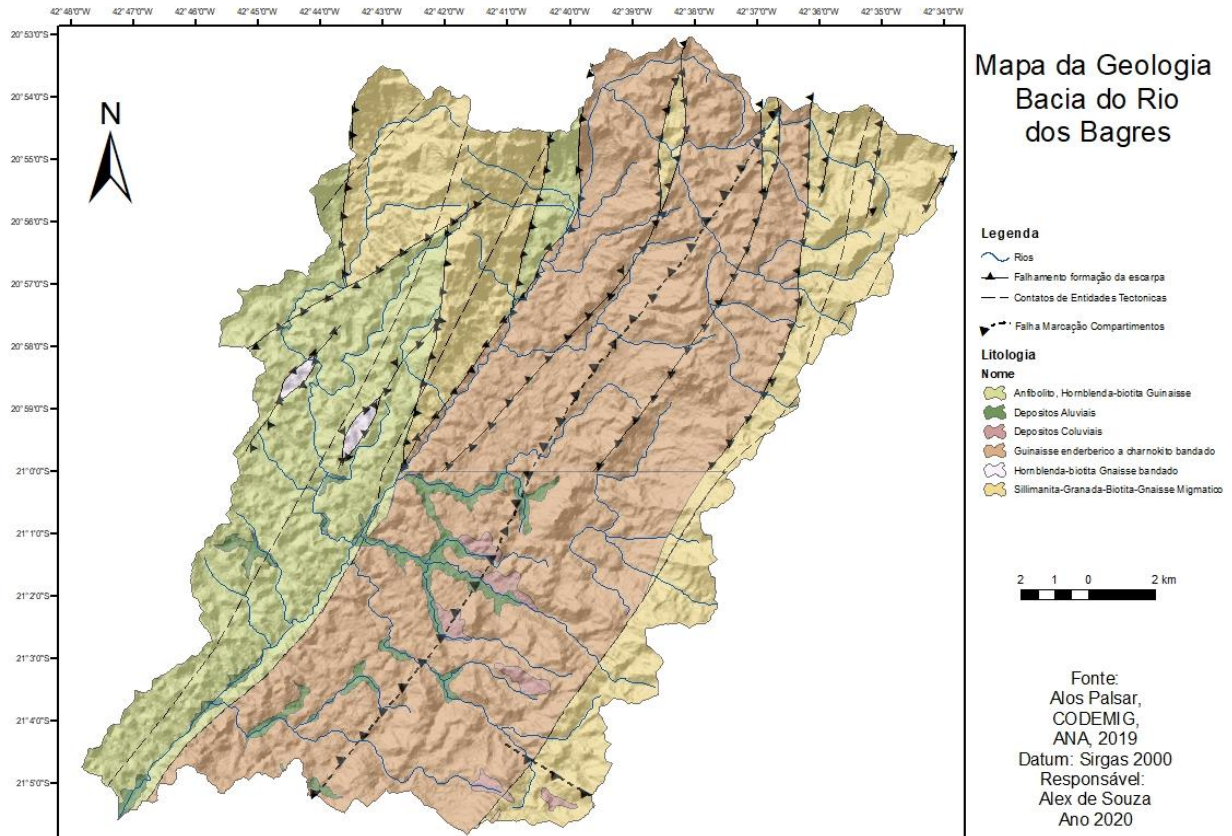 42°48'0"S 42°46'0"S 42°45'0"S 42°44'0"S 42°43'0"S 42°42'0"S 42°41'0"S 42°40'0"S 42°39'0"S 42°38'0"S 42°37'0"S 42°36'0"S 42°35'0"S 42°34'0"S
20°53'0"S
20°54'0"S
20°55'0"S
20°56'0"S
20°57'0"S
20°58'0"S
20°59'0"S
21°0'0"S
21°1'0"S
21°2'0"S
21°3'0"S
21°4'0"S
21°5'0"S
N
Mapa da Geologia
Bacia do Rio
dos Bagres
Legenda
Rios
Falhamento formação da escarpa
Contatos de Entidades Tectonicas
Falha Marcação Compartimentos
Litologia
Nome
Anfibolito, Hornblenda-biotita Guinaisse
Depositos Aluviais
Depositos Coluviais
Guinaisse enderberico a charnokito bandado
Hornblenda-biotita Gnaisse bandado
Sillimanita-Granada-Biotita-Gnaisse Migmatico
2 1 0 2 km
Fonte:
Alos Palsar,
CODEMIG,
ANA, 2019
Datum: Sirgas 2000
Responsável:
Alex de Souza
Ano 2020